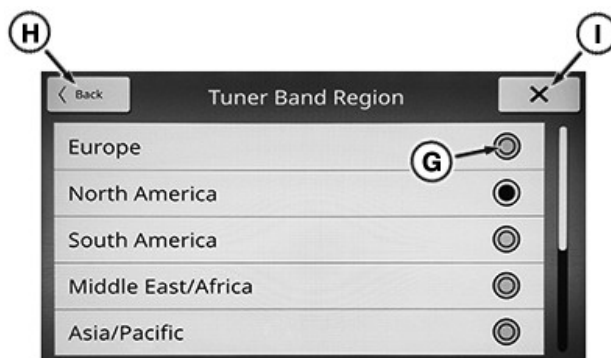 H
I
< Back
Tuner Band Region
X
Europe
G
North America
South America
Middle East/Africa
Asia/Pacific